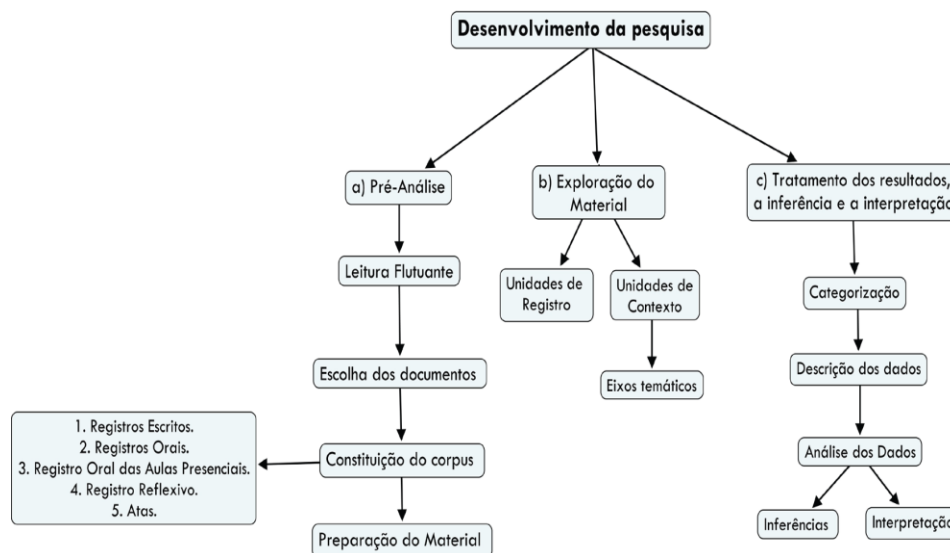 Desenvolvimento da pesquisa
a) Pré-Análise
Leitura Flutuante
Escolha dos documentos
Constituição do corpus
1. Registros Escritos.
2. Registros Orais.
3. Registro Oral das Aulas Presenciais.
4. Registro Reflexivo.
5. Atas.
Preparação do Material
b) Exploração do
Material
Unidades de
Registro
Unidades de
Contexto
Eixos temáticos
c) Tratamento dos resultados,
a inferência e a interpretação
Categorização
Descrição dos dados
Análise dos Dados
Inferências
Interpretação